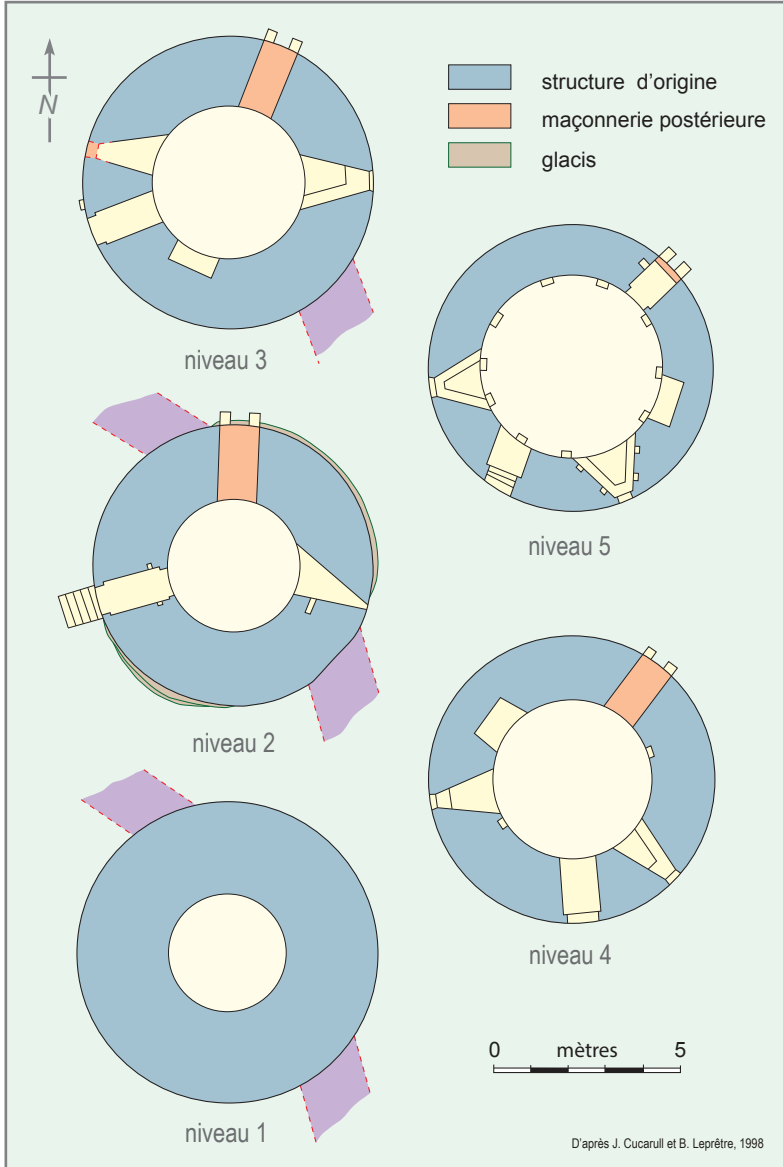 N
structure d'origine
maçonnerie postérieure
glacis
niveau 3
niveau 5
niveau 2
niveau 4
niveau 1
0 mètres 5
D'après J. Cucarull et B. Leprêtre, 1998